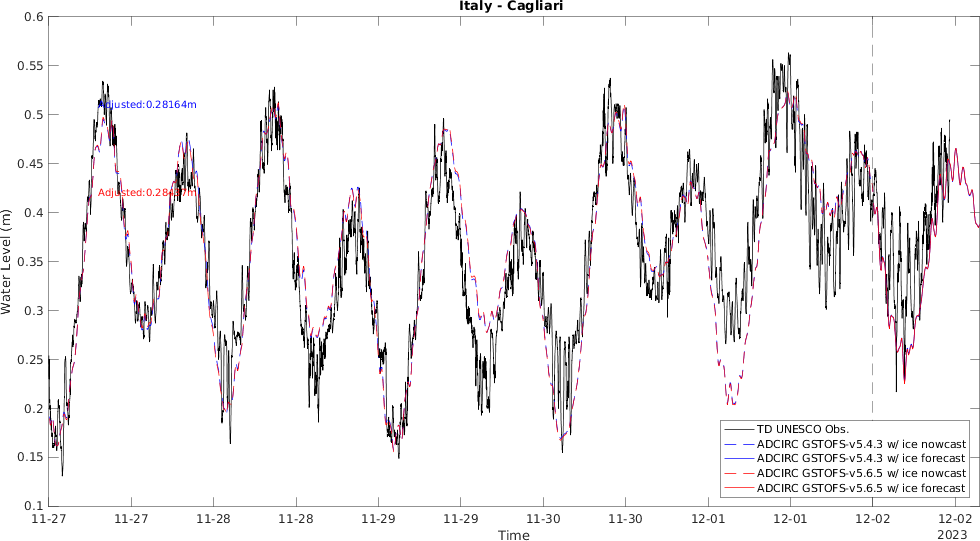 Italy - Cagliari
0.6
0.55
0.5
0.45
0.4
0.35
0.3
0.25
0.2
0.15
0.1
Water Level (m)
Adjusted:0.28164m
TD UNESCO Obs.
ADCIRC GSTOFS-v5.4.3 w/ ice nowcast
ADCIRC GSTOFS-v5.4.3 w/ ice forecast
ADCIRC GSTOFS-v5.6.5 w/ ice nowcast
ADCIRC GSTOFS-v5.6.5 w/ ice forecast
11-27 11-27 11-28 11-28 11-29 11-29 11-30 11-30 12-01 12-01 12-02 12-02
Time
2023